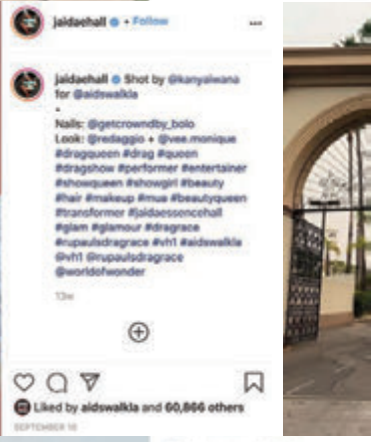 jaidaehall • Follow
jaidaehall Shot by @kanyaiwana
for @aidswalkla
•
Nails: @getcrowndby_bolo
Look: @redaggio + @vee.monique
#dragqueen #drag #queen
#dragshow #performer #entertainer
#showqueen #showgirl #beauty
#hair #makeup #mua #beautyqueen
#transformer #jaidaessencehall
#glam #glamour #dragrace
#rupaulsdragrace #vh1 #aidswalkla
@vh1 @rupaulsdragrace
@worldofwonder
13w
Liked by aidswalkla and 60,866 others